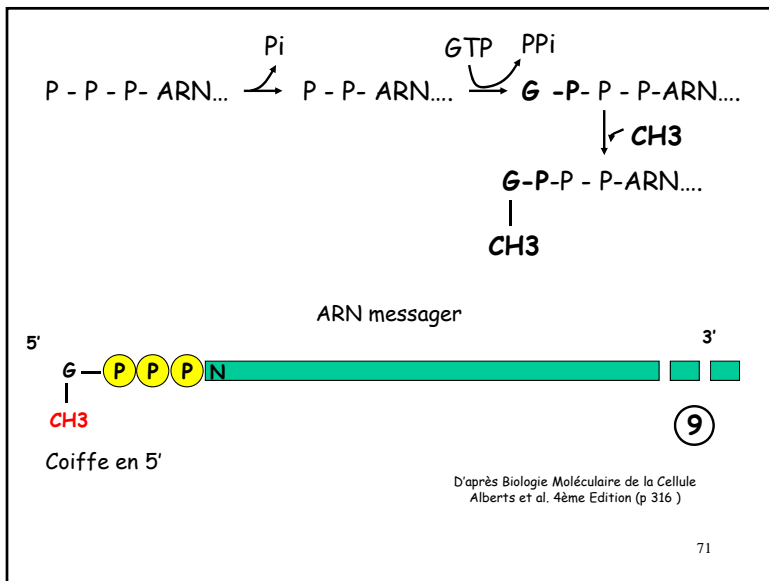 Pi GTP PPi
P - P - P- ARN... P - P- ARN.... G -P- P - P-ARN....
CH3
G-P-P - P-ARN....
CH3
ARN messager
5' 3'
G P P P N
CH3 9
Coiffe en 5'
D'après Biologie Moléculaire de la Cellule
Alberts et al. 4ème Edition (p 316 )
71